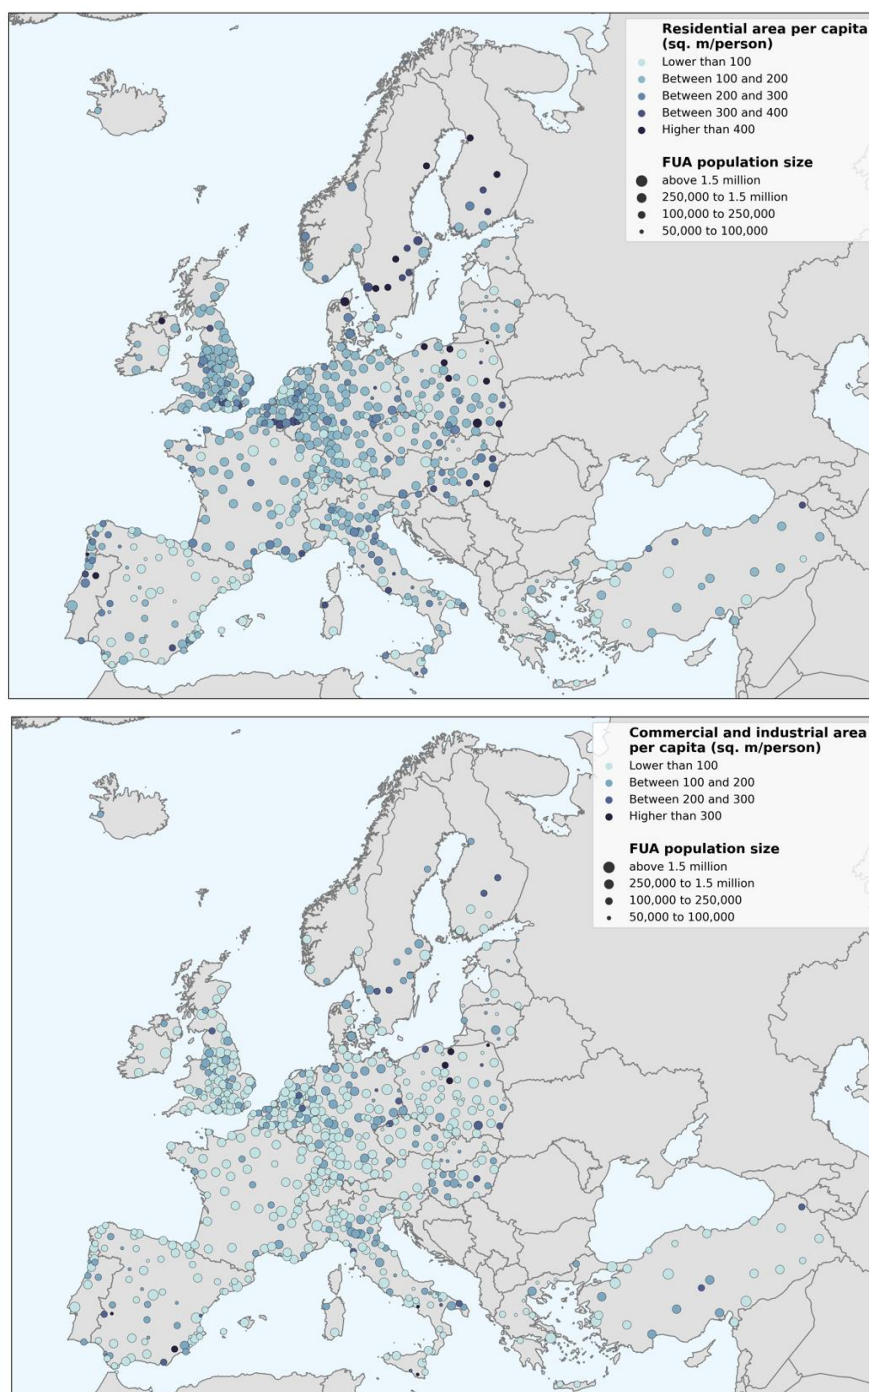 Residential area per capita
(sq. m/person)
Lower than 100
Between 100 and 200
Between 200 and 300
Between 300 and 400
Higher than 400
FUA population size
above 1.5 million
250,000 to 1.5 million
100,000 to 250,000
50,000 to 100,000
Commercial and industrial area
per capita (sq. m/person)
Lower than 100
Between 100 and 200
Between 200 and 300
Higher than 300
FUA population size
above 1.5 million
250,000 to 1.5 million
100,000 to 250,000
50,000 to 100,000